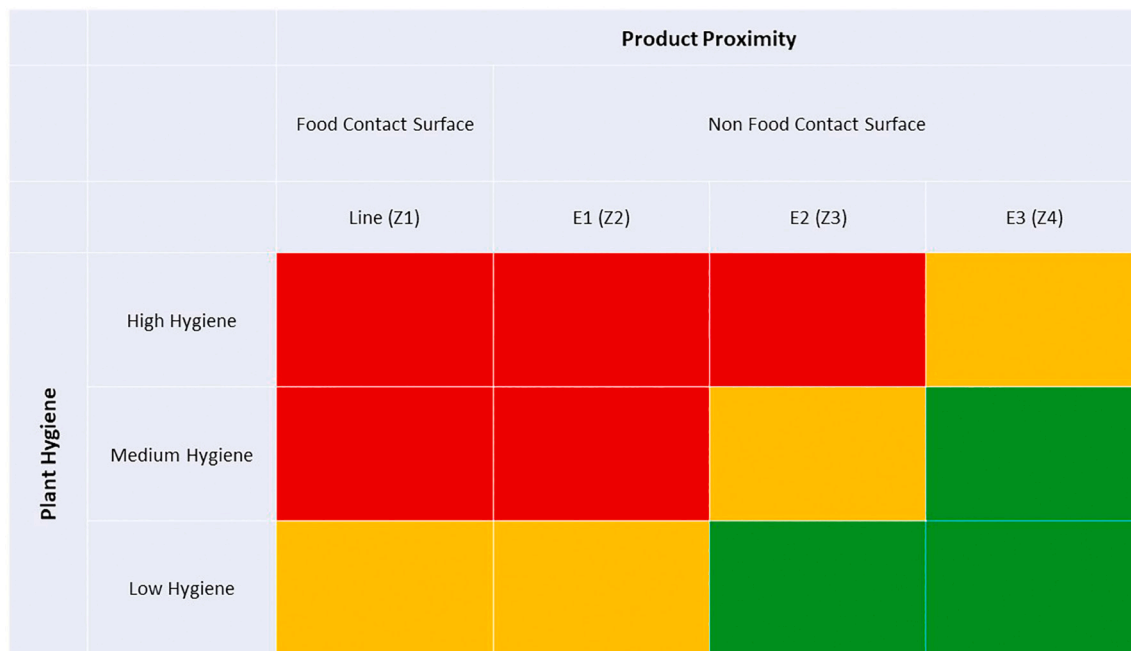 Product Proximity
Food Contact Surface
Non Food Contact Surface
Line (Z1)
E1 (Z2)
E2 (Z3)
E3 (Z4)
Plant Hygiene
High Hygiene
Medium Hygiene
Low Hygiene